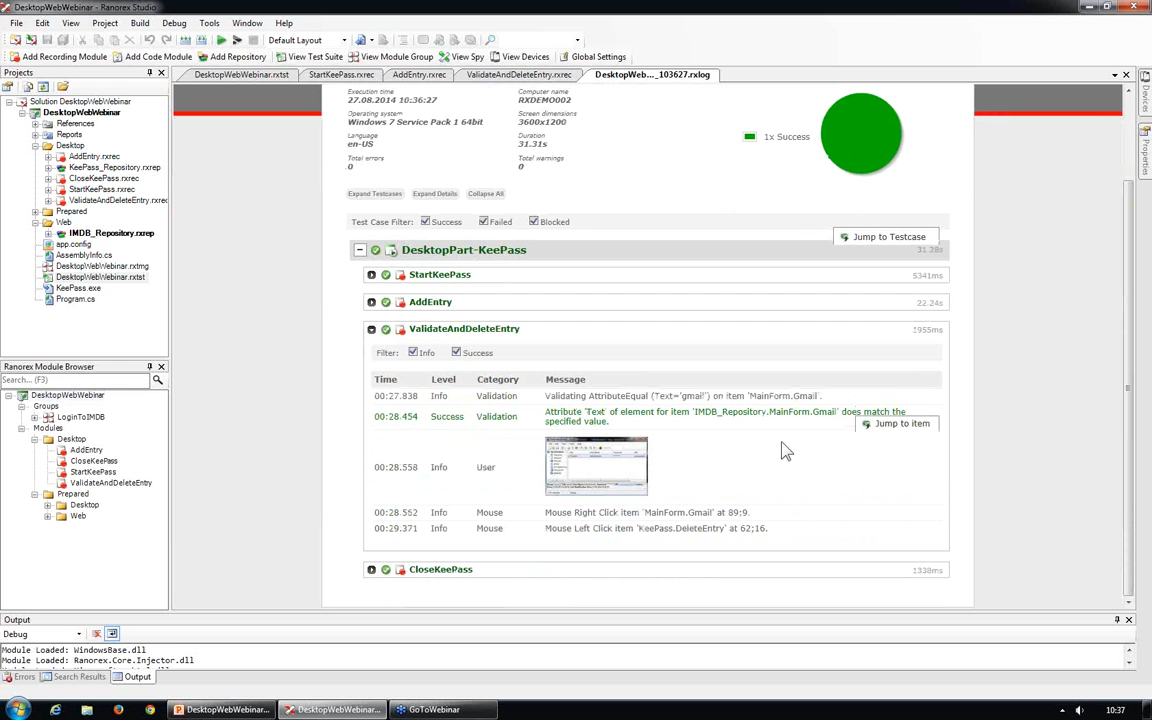 DesktopWebWebinar - Ranorex Studio
File Edit View Project Build Debug Tools Window Help
Default Layout
Add Recording Module Add Code Module Add Repository View Test Suite View Module Group View Spy View Devices Global Settings
Projects
DesktopWebWebinar.rxtst StartKeePass.rxrec AddEntry.rxrec ValidateAndDeleteEntry.rxrec DesktopWeb..._103627.rxlog
Solution DesktopWebWebinar
DesktopWebWebinar
References
Reports
Desktop
AddEntry.rxrec
KeePass_Repository.rxrep
CloseKeePass.rxrec
StartKeePass.rxrec
ValidateAndDeleteEntry.rxrec
Prepared
Web
IMDB_Repository.rxrep
app.config
AssemblyInfo.cs
DesktopWebWebinar.rxtmg
DesktopWebWebinar.rxtst
KeePass.exe
Program.cs
Execution time
27.08.2014 10:36:27
Computer name
RXDEMO002
Operating system
Windows 7 Service Pack 1 64bit
Screen dimensions
3600x1200
Language
en-US
Duration
31.31s
Total errors
0
Total warnings
0
1x Success
Expand Testcases Expand Details Collapse All
Test Case Filter: Success Failed Blocked
Jump to Testcase
DesktopPart-KeePass 31.28s
StartKeePass 5341ms
AddEntry 22.24s
ValidateAndDeleteEntry 1955ms
Filter: Info Success
Time Level Category Message
00:27.838 Info Validation Validating AttributeEqual (Text='gmail') on item 'MainForm.Gmail'.
00:28.454 Success Validation Attribute 'Text' of element for item 'IMDB_Repository.MainForm.Gmail' does match the specified value.
Jump to item
00:28.558 Info User
00:28.552 Info Mouse Mouse Right Click item 'MainForm.Gmail' at 89;9.
00:29.371 Info Mouse Mouse Left Click item 'KeePass.DeleteEntry' at 62;16.
CloseKeePass 1338ms
Devices
Properties
Ranorex Module Browser
Search... (F3)
DesktopWebWebinar
Groups
LoginToIMDB
Modules
Desktop
AddEntry
CloseKeePass
StartKeePass
ValidateAndDeleteEntry
Prepared
Desktop
Web
Output
Debug
Module Loaded: WindowsBase.dll
Module Loaded: Ranorex.Core.Injector.dll
Errors Search Results Output
DesktopWebWebinar... DesktopWebWebinar... GoToWebinar 10:37